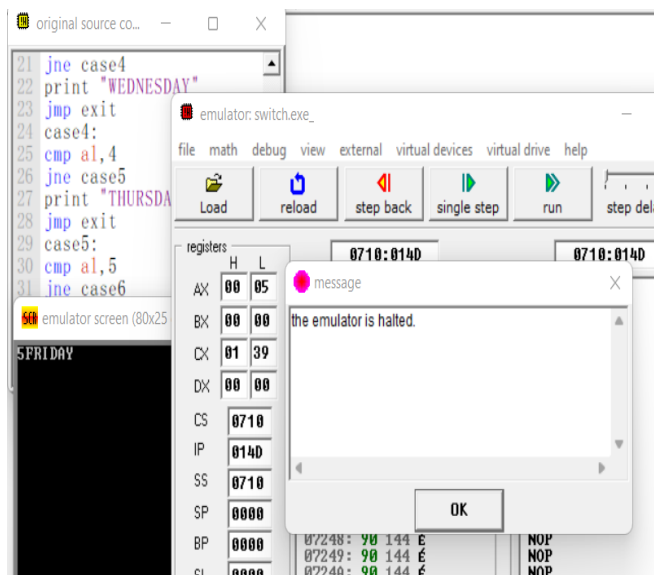 original source co...
21 jne case4
22 print "WEDNESDAY"
23 jmp exit
24 case4:
25 cmp al,4
26 jne case5
27 print "THURSDA
28 jmp exit
29 case5:
30 cmp al,5
31 jne case6
emulator: switch.exe_
file math debug view external virtual devices virtual drive help
Load reload step back single step run step del
registers
H L
0710:014D 0710:014D
AX 00 05
BX 00 00
CX 01 39
DX 00 00
CS 0710
IP 014D
SS 0710
SP 0000
BP 0000
SI 0000
message
the emulator is halted.
OK
emulator screen (80x25
5FRIDAY
07248: 90 144 É NOP
07249: 90 144 É NOP
0724A: 90 144 É NOP